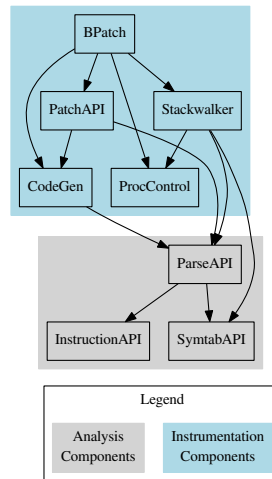 BPatch
PatchAPI
Stackwalker
CodeGen
ProcControl
ParseAPI
InstructionAPI
SymtabAPI
Legend
Analysis
Components
Instrumentation
Components